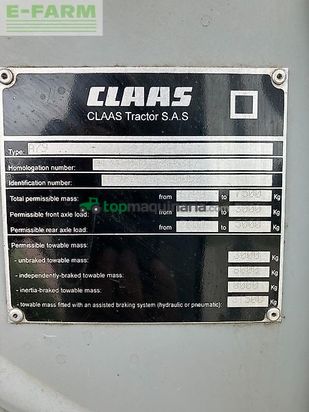 E-FARM
CLAAS
CLAAS Tractor S.A.S
Type: A79
Homologation number:
Identification number:
topmaquinaria.com
Total permissible mass: from to Kg
Permissible front axle load: from to Kg
Permissible rear axle load: from to Kg
Permissible towable mass:
- unbraked towable mass: Kg
- independently-braked towable mass: Kg
- inertia-braked towable mass: Kg
- towable mass fitted with an assisted braking system (hydraulic or pneumatic): Kg